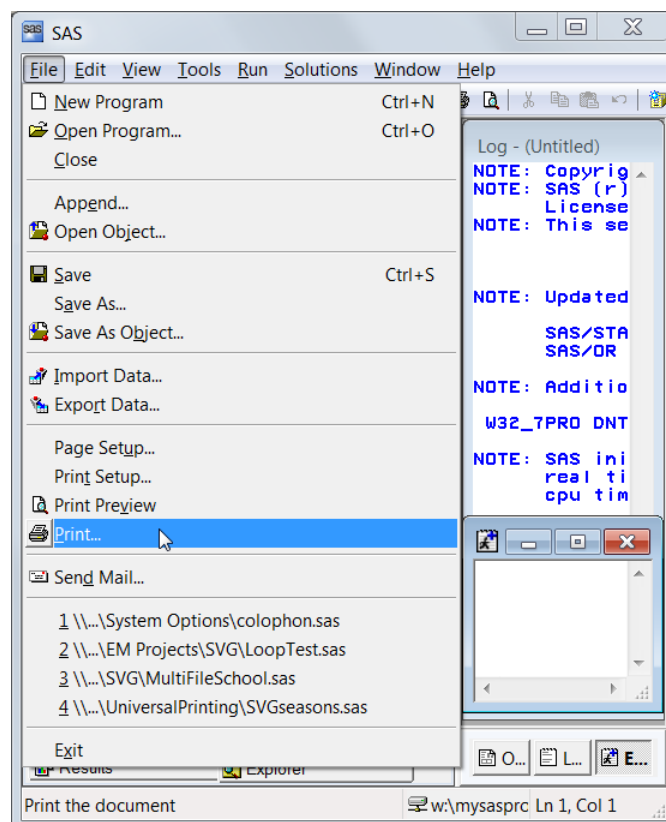 sas SAS
File Edit View Tools Run Solutions Window Help
New Program Ctrl+N
Open Program... Ctrl+O
Close
Append...
Open Object...
Save Ctrl+S
Save As...
Save As Object...
Import Data...
Export Data...
Page Setup...
Print Setup...
Print Preview
Print...
Send Mail...
1 \\...\System Options\colophon.sas
2 \\...\EM Projects\SVG\LoopTest.sas
3 \\...\SVG\MultiFileSchool.sas
4 \\...\UniversalPrinting\SVGseasons.sas
Exit
Log - (Untitled)
NOTE: Copyrig
NOTE: SAS (r)
License
NOTE: This se
NOTE: Updated
SAS/STA
SAS/OR
NOTE: Additio
W32_7PRO DNT
NOTE: SAS ini
real ti
cpu tim
Results Explorer
O... L... E...
Print the document w:\mysasprc Ln 1, Col 1